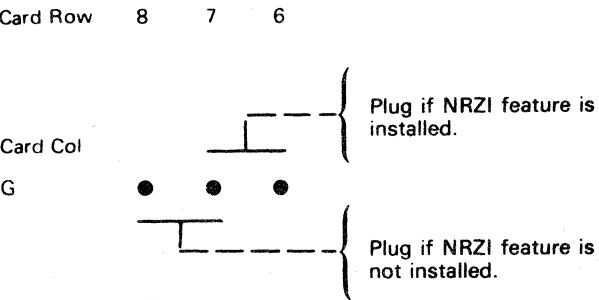 Card Row 8 7 6
Plug if NRZI feature is
installed.
Card Col
G
Plug if NRZI feature is
not installed.